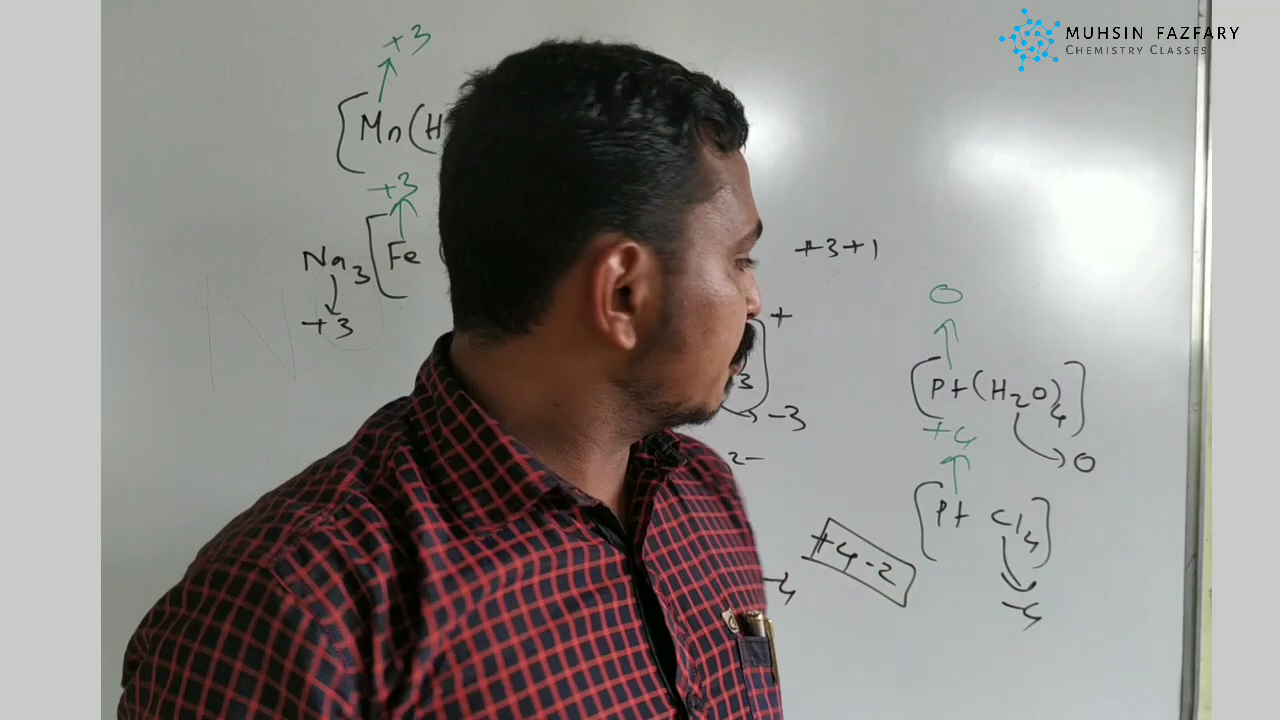 MUHSIN FAZFARY
CHEMISTRY CLASSES
+3
[Mn(H
+3
Na3[Fe
+3
+3+1
+
3]
-3
2-
-4
+4-2
0
[Pt(H2O)4]
0
+4
[Pt Cl4]
-4